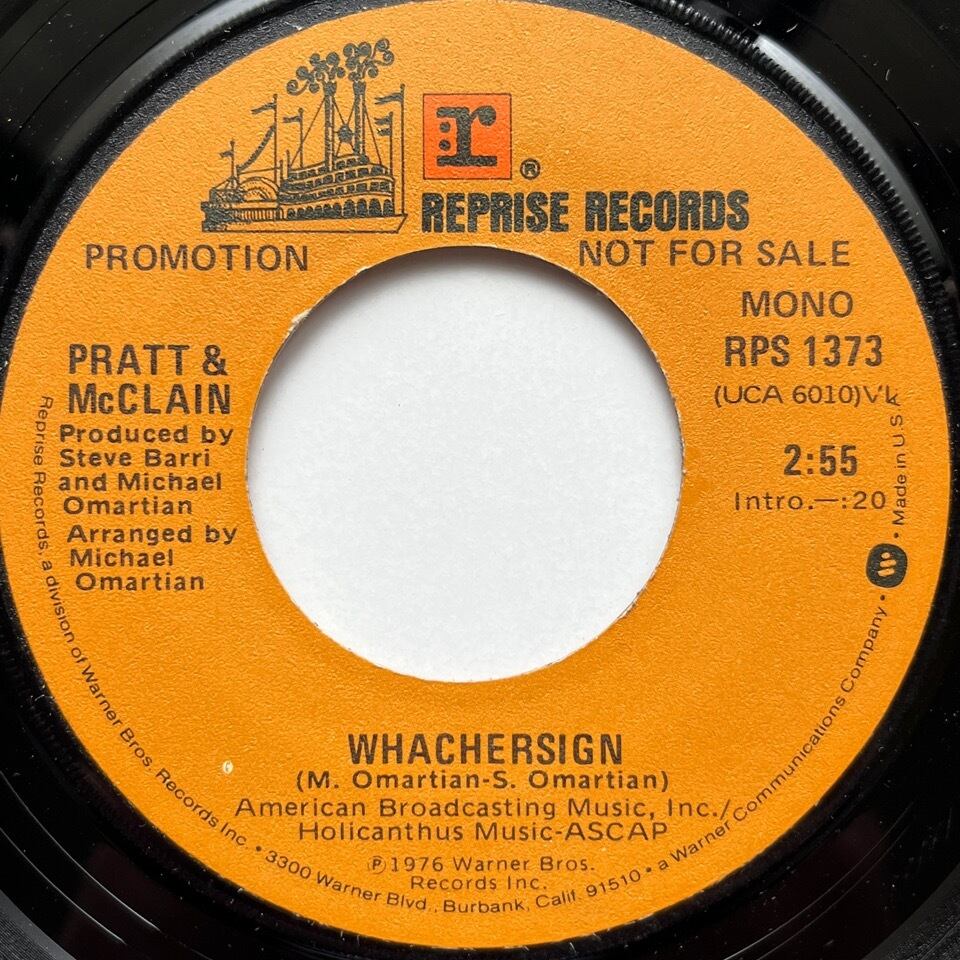 r®
REPRISE RECORDS
PROMOTION
NOT FOR SALE
MONO
RPS 1373
(UCA 6010)
2:55
Intro.—:20
PRATT &
McCLAIN
Produced by
Steve Barri
and Michael
Omartian
Arranged by
Michael
Omartian
WHACHERSIGN
(M. Omartian-S. Omartian)
American Broadcasting Music, Inc./
Holicanthus Music-ASCAP
℗1976 Warner Bros.
Records Inc.
Reprise Records, a division of Warner Bros. Records Inc. • 3300 Warner Blvd., Burbank, Calif. 91510 • a Warner Communications Company • Made in U.S.A.